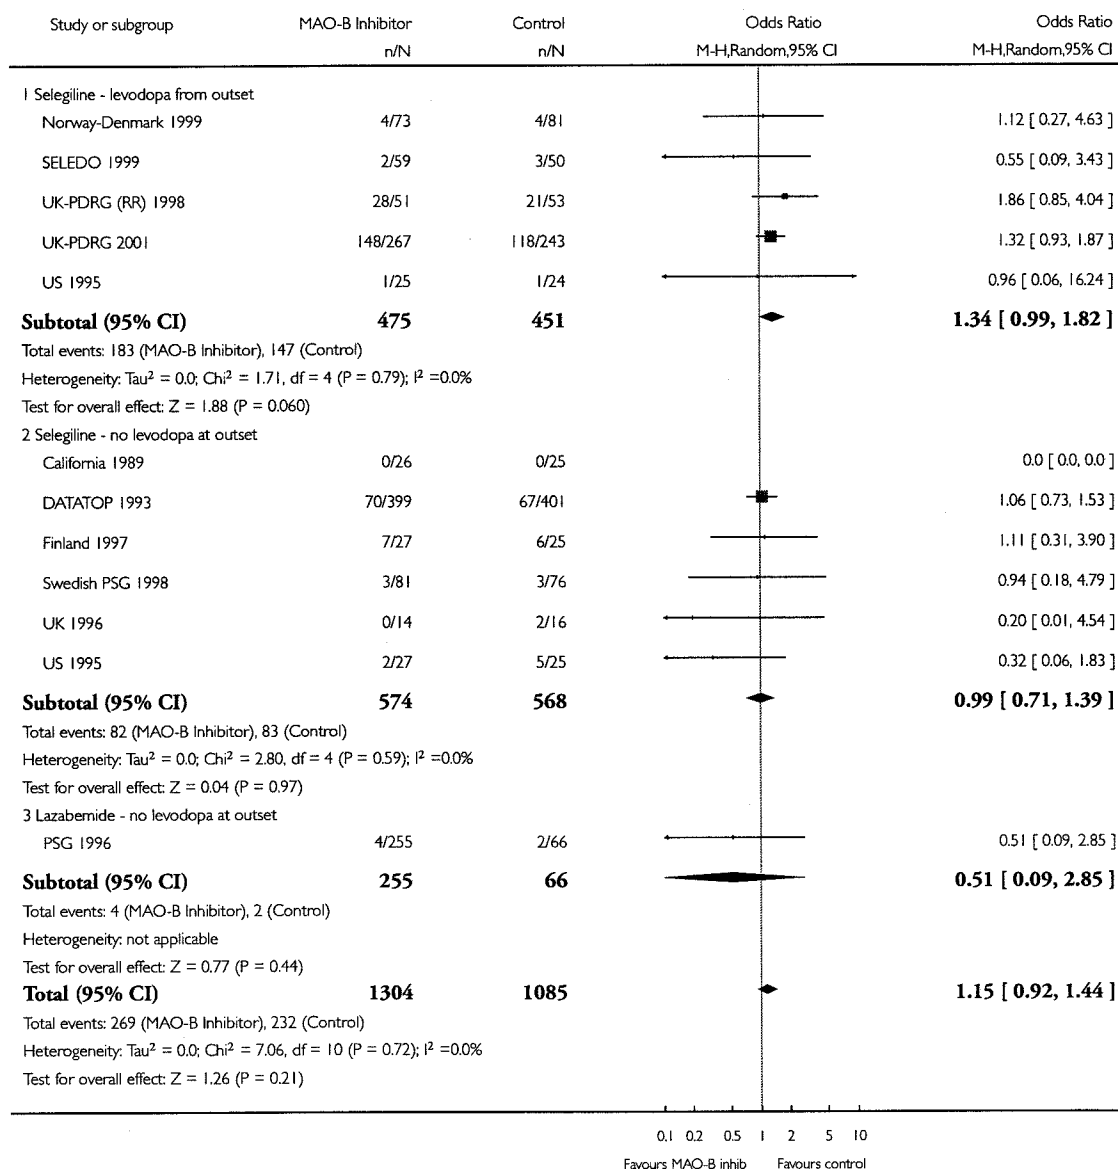 Study or subgroup MAO-B Inhibitor Control Odds Ratio Odds Ratio
n/N n/N M-H,Random,95% CI M-H,Random,95% CI
1 Selegiline - levodopa from outset
Norway-Denmark 1999 4/73 4/81 1.12 [ 0.27, 4.63 ]
SELEDO 1999 2/59 3/50 0.55 [ 0.09, 3.43 ]
UK-PDRG (RR) 1998 28/51 21/53 1.86 [ 0.85, 4.04 ]
UK-PDRG 2001 148/267 118/243 1.32 [ 0.93, 1.87 ]
US 1995 1/25 1/24 0.96 [ 0.06, 16.24 ]
Subtotal (95% CI) 475 451 1.34 [ 0.99, 1.82 ]
Total events: 183 (MAO-B Inhibitor), 147 (Control)
Heterogeneity: Tau² = 0.0; Chi² = 1.71, df = 4 (P = 0.79); I² =0.0%
Test for overall effect: Z = 1.88 (P = 0.060)
2 Selegiline - no levodopa at outset
California 1989 0/26 0/25 0.0 [ 0.0, 0.0 ]
DATATOP 1993 70/399 67/401 1.06 [ 0.73, 1.53 ]
Finland 1997 7/27 6/25 1.11 [ 0.31, 3.90 ]
Swedish PSG 1998 3/81 3/76 0.94 [ 0.18, 4.79 ]
UK 1996 0/14 2/16 0.20 [ 0.01, 4.54 ]
US 1995 2/27 5/25 0.32 [ 0.06, 1.83 ]
Subtotal (95% CI) 574 568 0.99 [ 0.71, 1.39 ]
Total events: 82 (MAO-B Inhibitor), 83 (Control)
Heterogeneity: Tau² = 0.0; Chi² = 2.80, df = 4 (P = 0.59); I² =0.0%
Test for overall effect: Z = 0.04 (P = 0.97)
3 Lazabemide - no levodopa at outset
PSG 1996 4/255 2/66 0.51 [ 0.09, 2.85 ]
Subtotal (95% CI) 255 66 0.51 [ 0.09, 2.85 ]
Total events: 4 (MAO-B Inhibitor), 2 (Control)
Heterogeneity: not applicable
Test for overall effect: Z = 0.77 (P = 0.44)
Total (95% CI) 1304 1085 1.15 [ 0.92, 1.44 ]
Total events: 269 (MAO-B Inhibitor), 232 (Control)
Heterogeneity: Tau² = 0.0; Chi² = 7.06, df = 10 (P = 0.72); I² =0.0%
Test for overall effect: Z = 1.26 (P = 0.21)
0.1 0.2 0.5 1 2 5 10
Favours MAO-B inhib Favours control